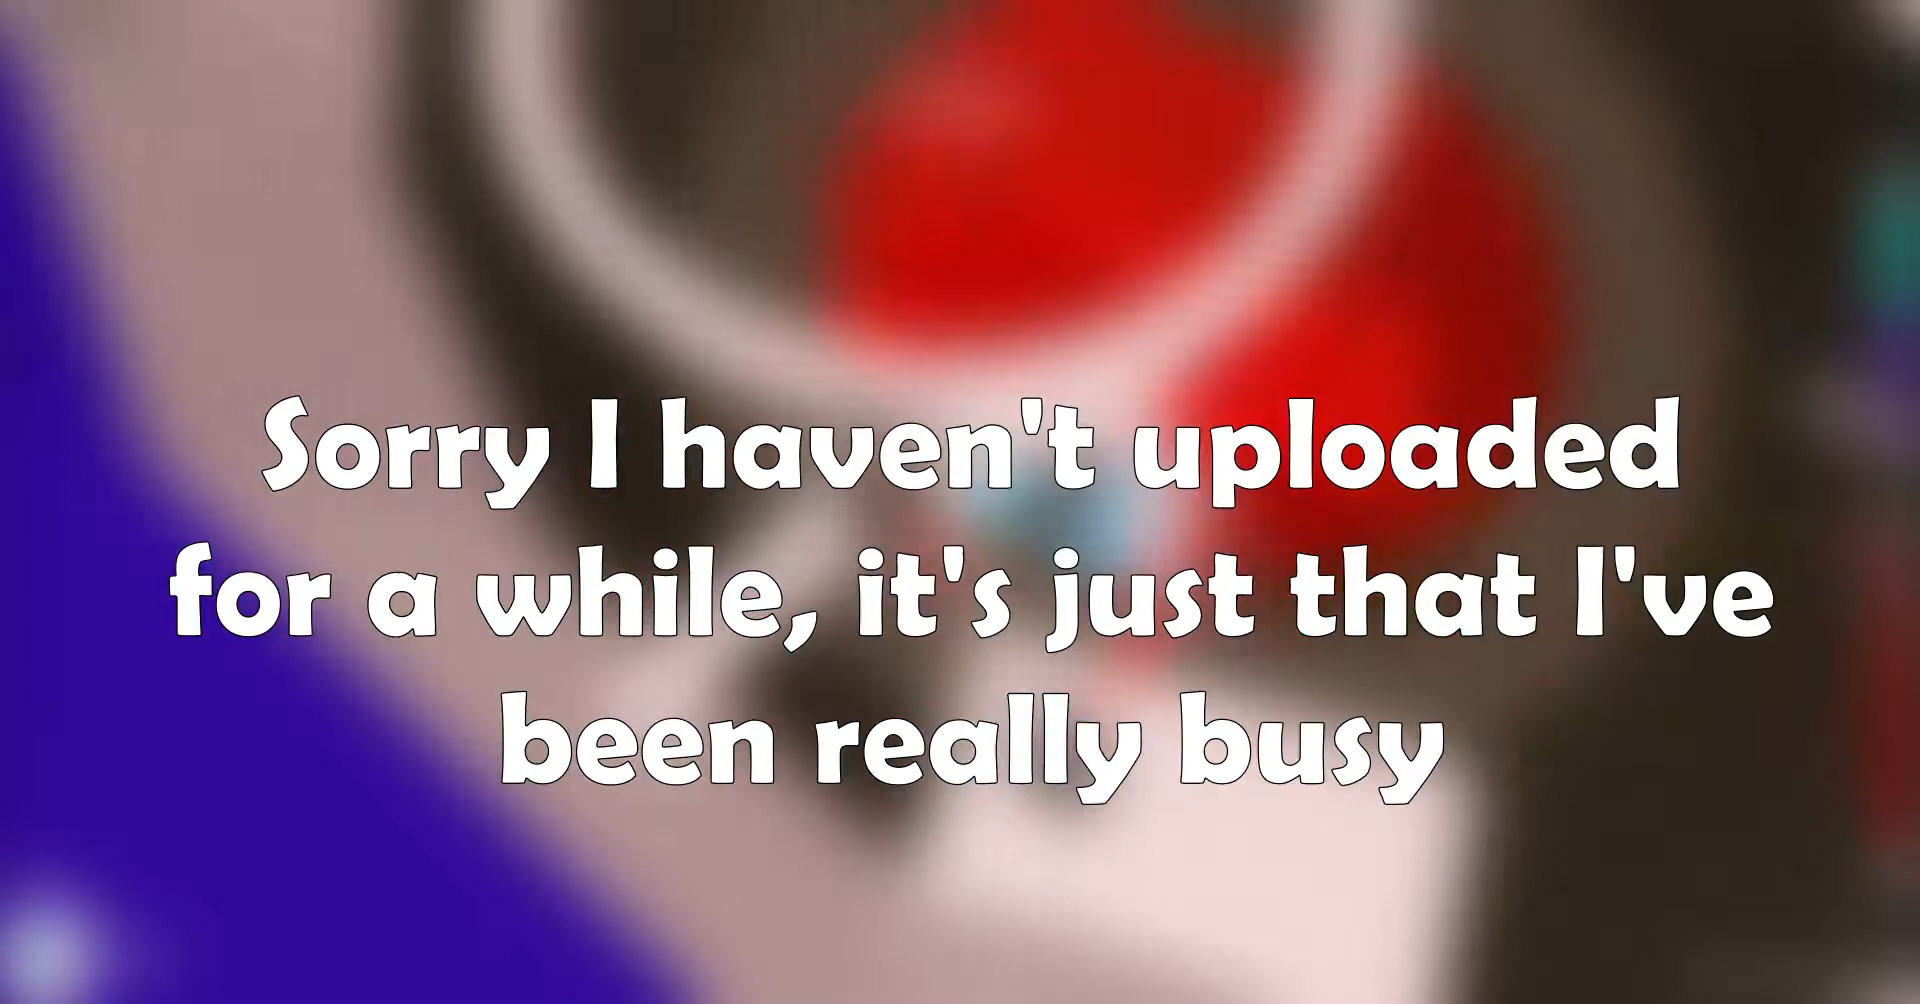 Sorry I haven't uploaded
for a while, it's just that I've
been really busy